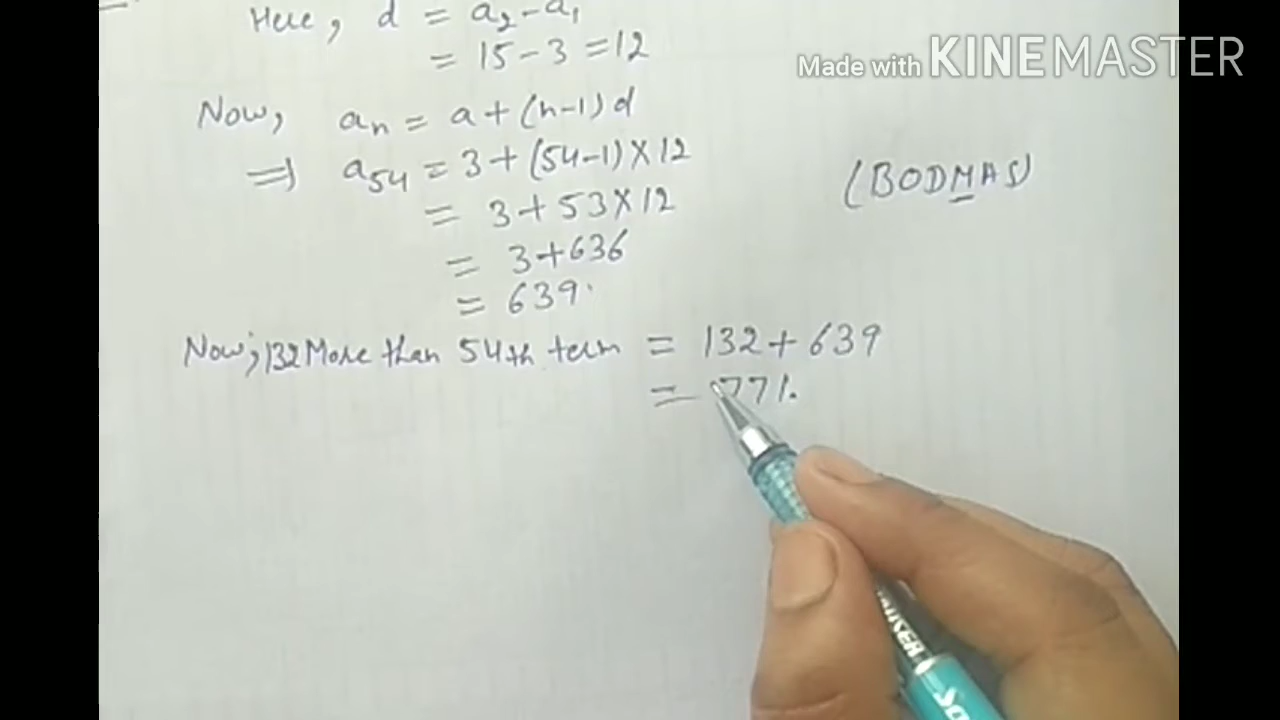 Made with KINEMASTER
Here, d = a₂ - a₁
= 15 - 3 = 12
Now, aₙ = a + (n-1) d
⇒ a₅₄ = 3 + (54-1) × 12
(BODMAS)
= 3 + 53 × 12
= 3 + 636
= 639.
Now, 132 More than 54th term = 132 + 639
= 771.